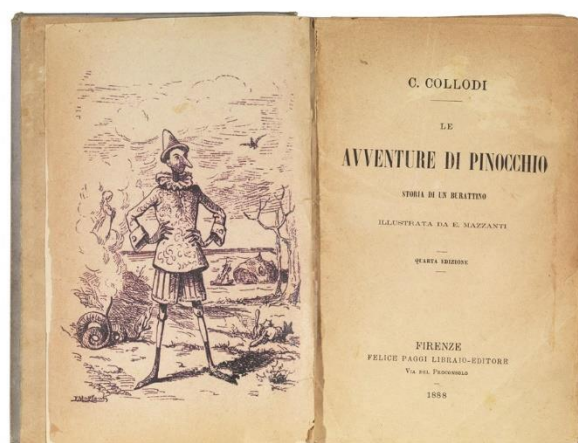 C. COLLODI
LE
AVVENTURE DI PINOCCHIO
STORIA DI UN BURATTINO
ILLUSTRATA DA E. MAZZANTI
QUARTA EDIZIONE
FIRENZE
FELICE PAGGI LIBRAIO-EDITORE
VIA DEL PROCONSOLO
1888